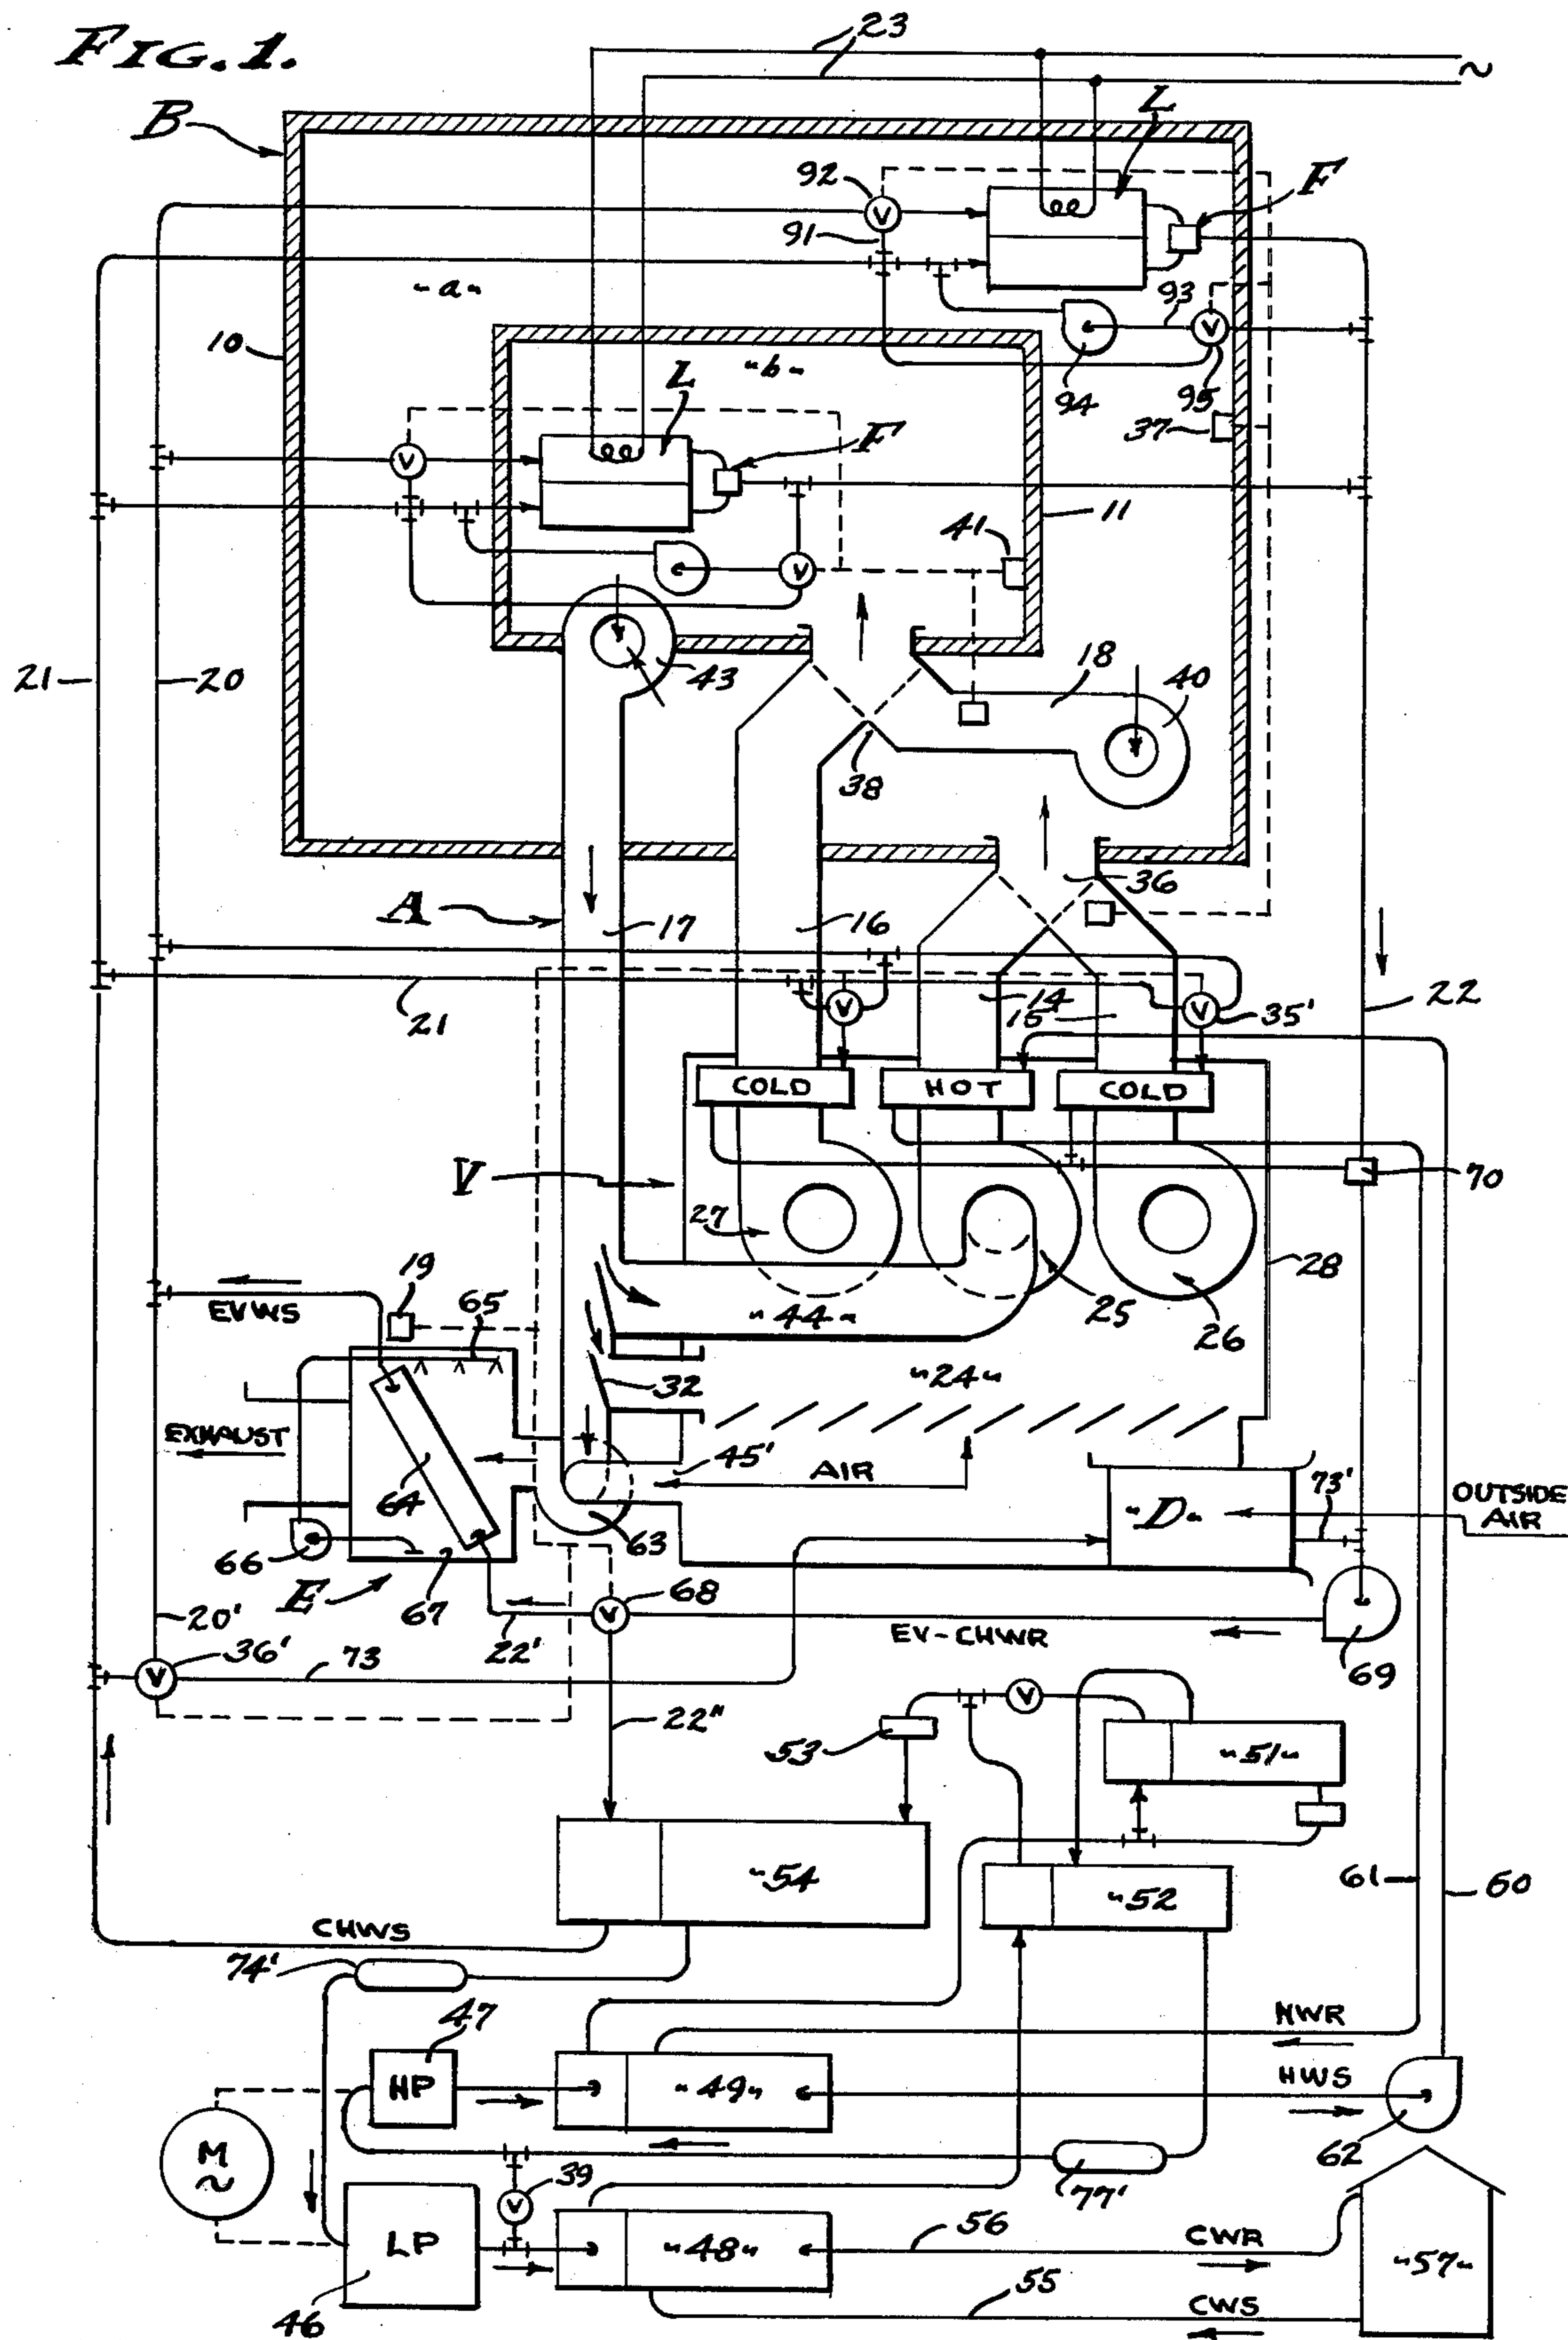 FIG. 1.
23
~
B
L
92
F
91
-a-
93
10
-b-
L
94
95
37
F
41
11
18
40
21
20
43
38
36
A
17
16
14
22
21
15
35'
COLD
HOT
COLD
V
70
27
19
28
EVWS
65
-44-
25
26
32
-24-
EXHAUST
64
45'
AIR
73'
OUTSIDE
AIR
-D-
66
63
E
67
68
20'
22'
EV-CHWR
36'
73
69
22"
53
-51-
-54-
61
60
-52-
CHWS
74'
47
HWR
HP
-49-
HWS
M
~
39
62
77'
LP
-48-
56
CWR
-57-
55
46
CWS
V
V
V
V
V
V
V
V
V
V
V